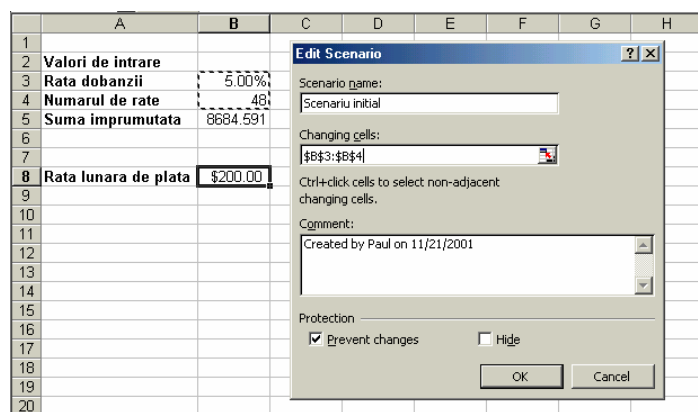 A B C D E F G H
1
2 Valori de intrare
3 Rata dobanzii 5.00%
4 Numarul de rate 48
5 Suma imprumutata 8684.591
6
7
8 Rata lunara de plata $200.00
9
10
11
12
13
14
15
16
17
18
19
20
Edit Scenario
Scenario name:
Scenariu initial
Changing cells:
$B$3:$B$4
Ctrl+click cells to select non-adjacent
changing cells.
Comment:
Created by Paul on 11/21/2001
Protection
Prevent changes Hide
OK Cancel